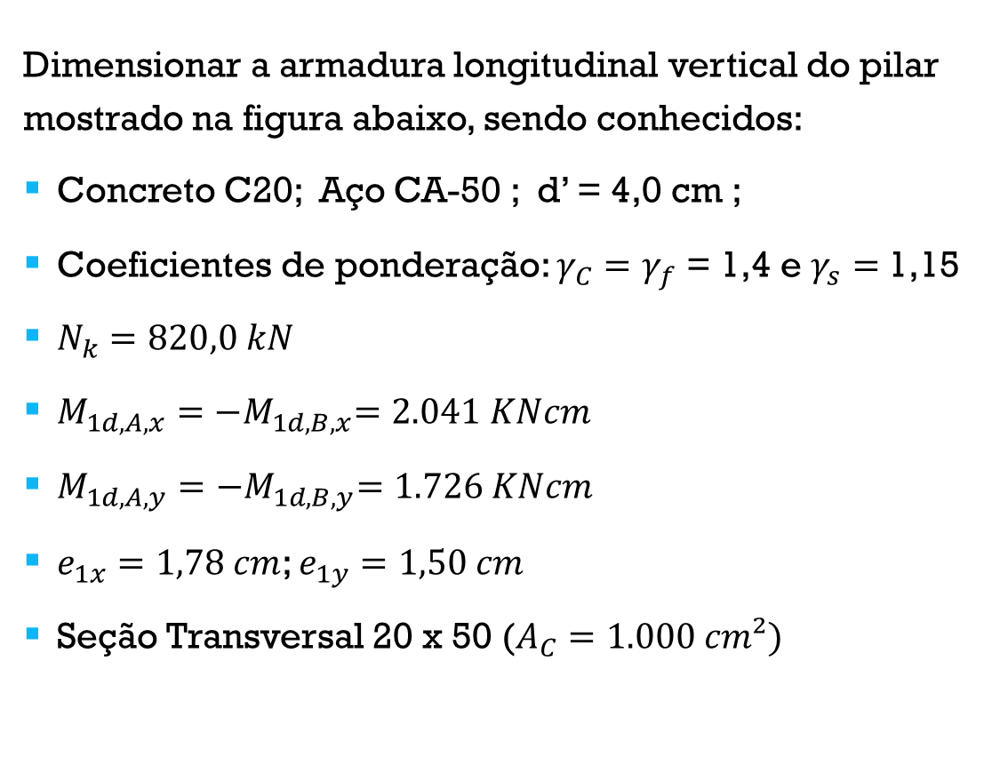 Dimensionar a armadura longitudinal vertical do pilar
mostrado na figura abaixo, sendo conhecidos:
▪ Concreto C20; Aço CA-50 ; d’ = 4,0 cm ;
▪ Coeficientes de ponderação: $\gamma_C = \gamma_f$ = 1,4 e $\gamma_s$ = 1,15
▪ $N_k = 820,0\ kN$
▪ $M_{1d,A,x} = -M_{1d,B,x} = 2.041\ KNcm$
▪ $M_{1d,A,y} = -M_{1d,B,y} = 1.726\ KNcm$
▪ $e_{1x} = 1,78\ cm$; $e_{1y} = 1,50\ cm$
▪ Seção Transversal 20 x 50 ($A_C = 1.000\ cm^2$)